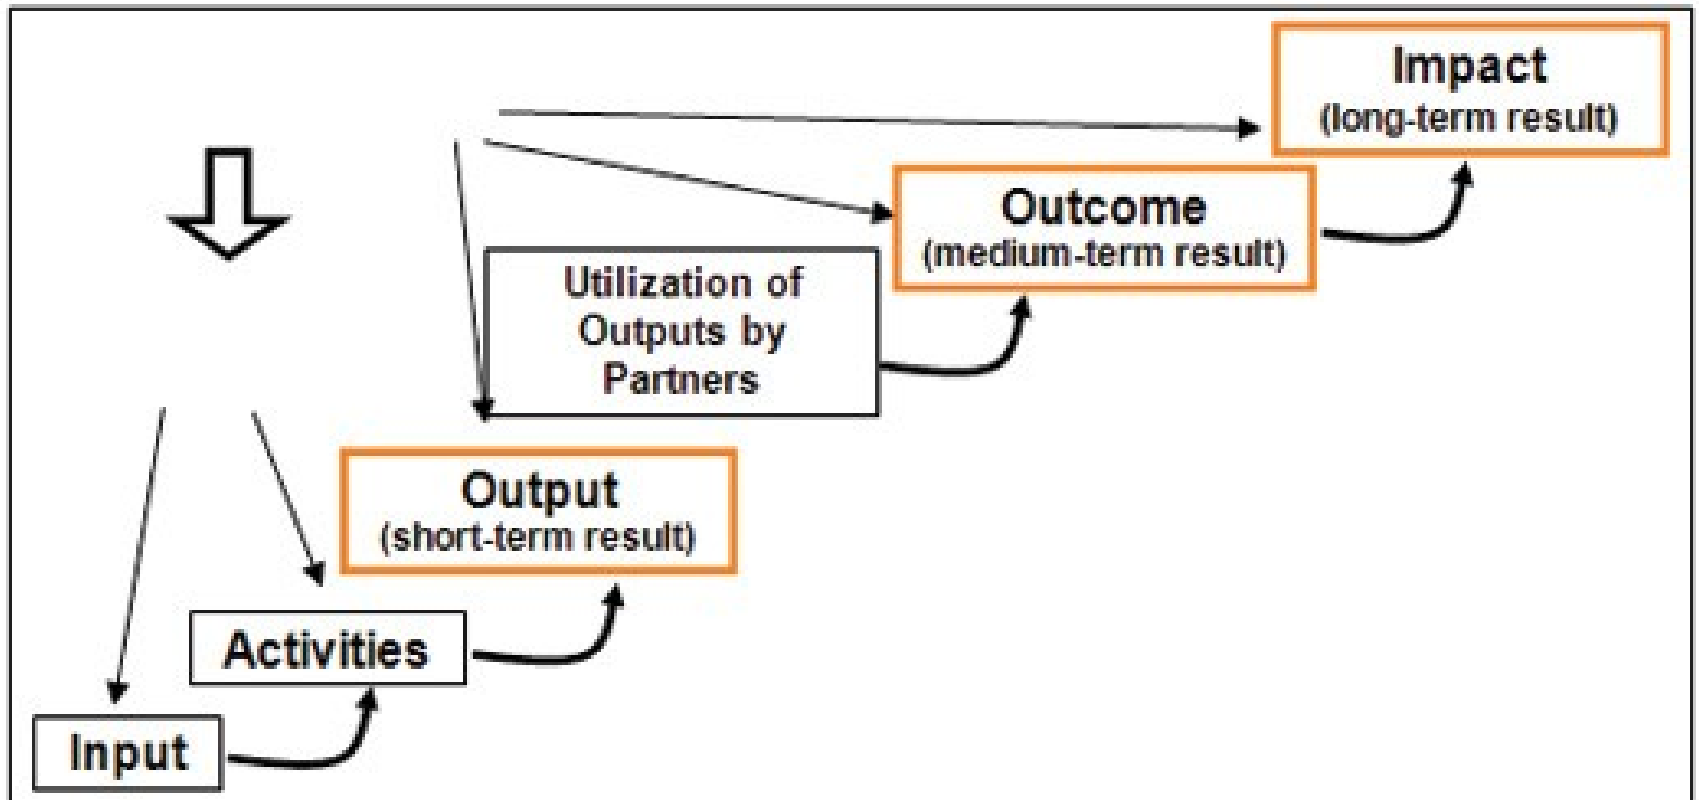 Impact
(long-term result)
Outcome
(medium-term result)
Utilization of
Outputs by
Partners
Output
(short-term result)
Activities
Input